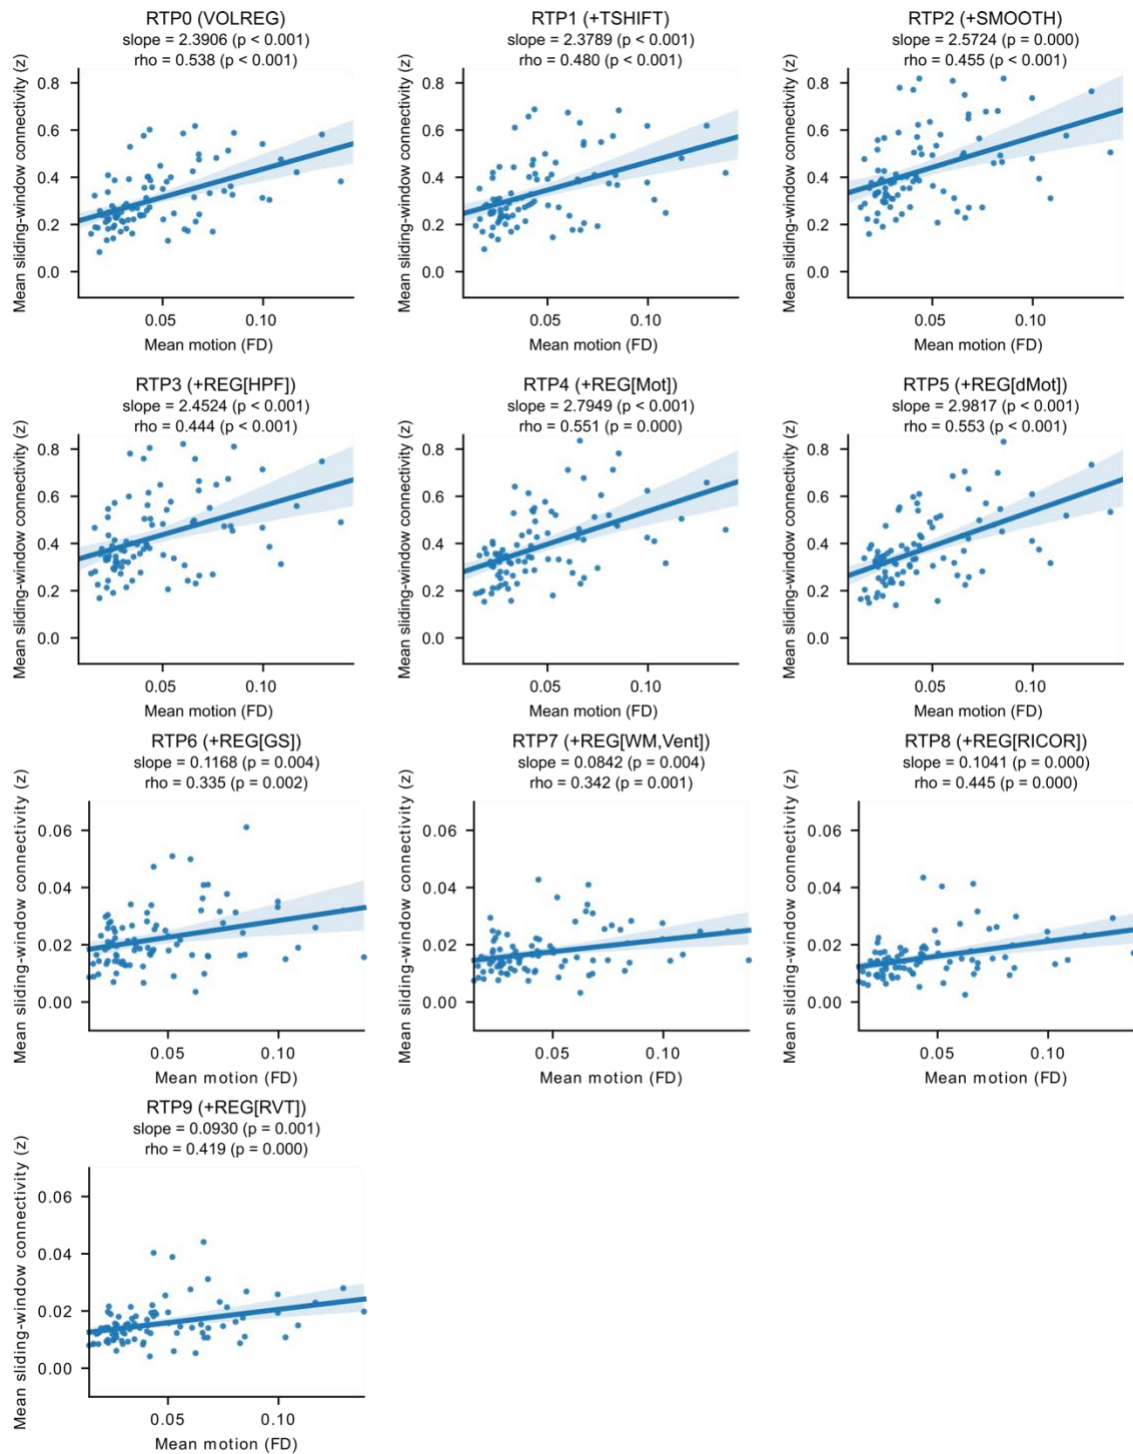 RTP0 (VOLREG)
slope = 2.3906 (p < 0.001)
rho = 0.538 (p < 0.001)
Mean sliding-window connectivity (z)
0.8
0.6
0.4
0.2
0.0
0.05 0.10
Mean motion (FD)
RTP1 (+TSHIFT)
slope = 2.3789 (p < 0.001)
rho = 0.480 (p < 0.001)
Mean sliding-window connectivity (z)
0.8
0.6
0.4
0.2
0.0
0.05 0.10
Mean motion (FD)
RTP2 (+SMOOTH)
slope = 2.5724 (p = 0.000)
rho = 0.455 (p < 0.001)
Mean sliding-window connectivity (z)
0.8
0.6
0.4
0.2
0.0
0.05 0.10
Mean motion (FD)
RTP3 (+REG[HPF])
slope = 2.4524 (p < 0.001)
rho = 0.444 (p < 0.001)
Mean sliding-window connectivity (z)
0.8
0.6
0.4
0.2
0.0
0.05 0.10
Mean motion (FD)
RTP4 (+REG[Mot])
slope = 2.7949 (p < 0.001)
rho = 0.551 (p = 0.000)
Mean sliding-window connectivity (z)
0.8
0.6
0.4
0.2
0.0
0.05 0.10
Mean motion (FD)
RTP5 (+REG[dMot])
slope = 2.9817 (p < 0.001)
rho = 0.553 (p < 0.001)
Mean sliding-window connectivity (z)
0.8
0.6
0.4
0.2
0.0
0.05 0.10
Mean motion (FD)
RTP6 (+REG[GS])
slope = 0.1168 (p = 0.004)
rho = 0.335 (p = 0.002)
Mean sliding-window connectivity (z)
0.06
0.04
0.02
0.00
0.05 0.10
Mean motion (FD)
RTP7 (+REG[WM,Vent])
slope = 0.0842 (p = 0.004)
rho = 0.342 (p = 0.001)
Mean sliding-window connectivity (z)
0.06
0.04
0.02
0.00
0.05 0.10
Mean motion (FD)
RTP8 (+REG[RICOR])
slope = 0.1041 (p = 0.000)
rho = 0.445 (p = 0.000)
Mean sliding-window connectivity (z)
0.06
0.04
0.02
0.00
0.05 0.10
Mean motion (FD)
RTP9 (+REG[RVT])
slope = 0.0930 (p = 0.001)
rho = 0.419 (p = 0.000)
Mean sliding-window connectivity (z)
0.06
0.04
0.02
0.00
0.05 0.10
Mean motion (FD)